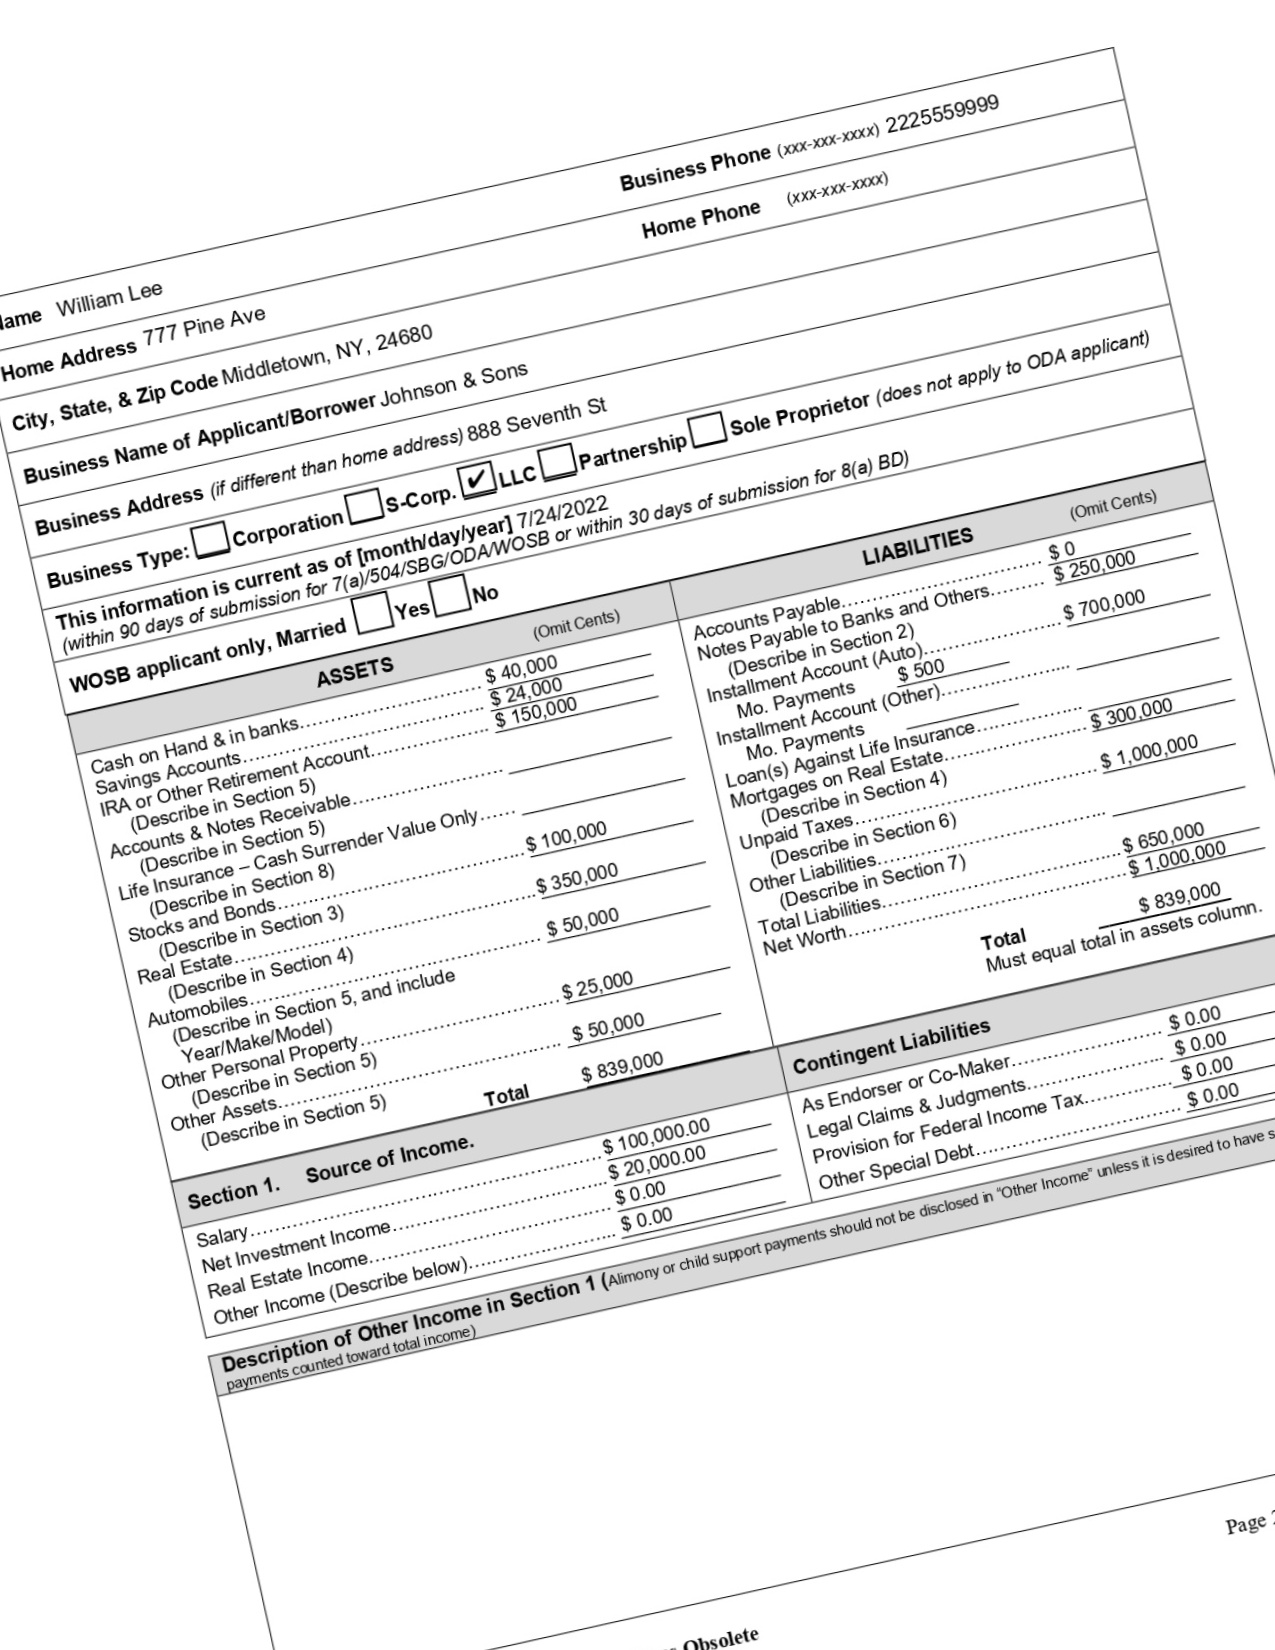 Business Phone (xxx-xxx-xxxx) 2225559999
Name William Lee
Home Phone (xxx-xxx-xxxx)
Home Address 777 Pine Ave
City, State, & Zip Code Middletown, NY, 24680
Business Name of Applicant/Borrower Johnson & Sons
Business Address (if different than home address) 888 Seventh St
Business Type: Corporation S-Corp. ✔ LLC Partnership Sole Proprietor (does not apply to ODA applicant)
This information is current as of [month/day/year] 7/24/2022
(within 90 days of submission for 7(a)/504/SBG/ODA/WOSB or within 30 days of submission for 8(a) BD)
WOSB applicant only, Married Yes No
ASSETS (Omit Cents)
Cash on Hand & in banks $ 40,000
Savings Accounts $ 24,000
IRA or Other Retirement Account $ 150,000
(Describe in Section 5)
Accounts & Notes Receivable
(Describe in Section 5)
Life Insurance – Cash Surrender Value Only
(Describe in Section 8)
Stocks and Bonds $ 100,000
(Describe in Section 3)
Real Estate $ 350,000
(Describe in Section 4)
Automobiles $ 50,000
(Describe in Section 5, and include
Year/Make/Model)
Other Personal Property $ 25,000
(Describe in Section 5)
Other Assets $ 50,000
(Describe in Section 5)
Total $ 839,000
LIABILITIES (Omit Cents)
Accounts Payable $ 0
Notes Payable to Banks and Others $ 250,000
(Describe in Section 2)
Installment Account (Auto) $ 700,000
Mo. Payments $ 500
Installment Account (Other)
Mo. Payments
Loan(s) Against Life Insurance
Mortgages on Real Estate $ 300,000
(Describe in Section 4)
Unpaid Taxes $ 1,000,000
(Describe in Section 6)
Other Liabilities
(Describe in Section 7)
Total Liabilities $ 650,000
Net Worth $ 1,000,000
Total $ 839,000
Must equal total in assets column.
Section 1. Source of Income.
Salary $ 100,000.00
Net Investment Income $ 20,000.00
Real Estate Income $ 0.00
Other Income (Describe below) $ 0.00
Contingent Liabilities
As Endorser or Co-Maker $ 0.00
Legal Claims & Judgments $ 0.00
Provision for Federal Income Tax $ 0.00
Other Special Debt $ 0.00
Description of Other Income in Section 1 (Alimony or child support payments should not be disclosed in “Other Income” unless it is desired to have
payments counted toward total income)
Page
Obsolete